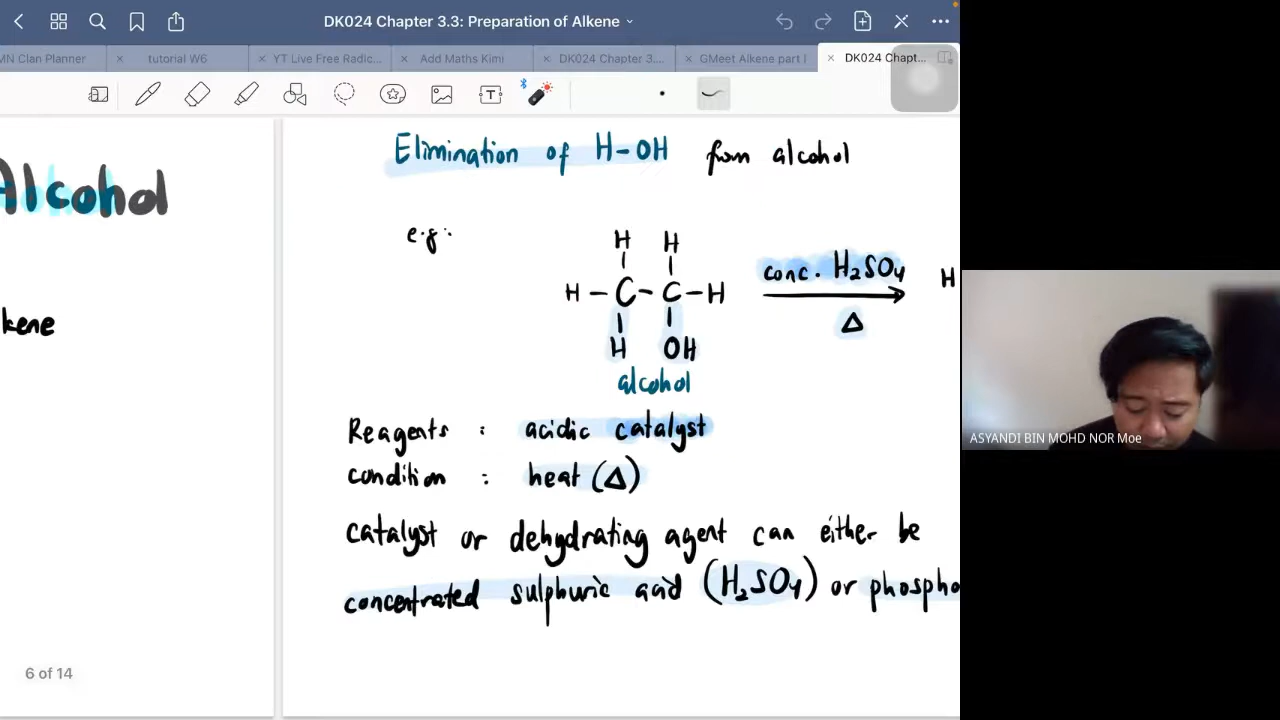 DK024 Chapter 3.3: Preparation of Alkene
MN Clan Planner
tutorial W6
YT Live Free Radic...
Add Maths Kimi
DK024 Chapter 3....
GMeet Alkene part I
DK024 Chapt...
Alcohol
kene
6 of 14
Elimination of H-OH from alcohol
e.g:
H H
H - C - C - H
H OH
alcohol
conc. H₂SO₄
Δ
H
Reagents : acidic catalyst
condition : heat (Δ)
catalyst or dehydrating agent can either be
concentrated sulphuric acid (H₂SO₄) or phospho
ASYANDI BIN MOHD NOR Moe